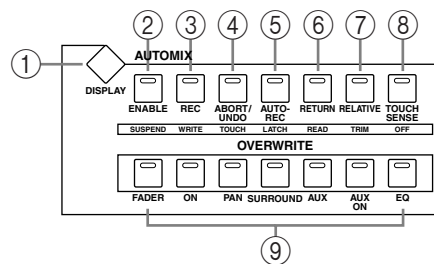 ② ③ ④ ⑤ ⑥ ⑦ ⑧
①
AUTOMIX
DISPLAY
ENABLE REC ABORT/ UNDO AUTO- REC RETURN RELATIVE TOUCH SENSE
SUSPEND WRITE TOUCH LATCH READ TRIM OFF
OVERWRITE
FADER ON PAN SURROUND AUX AUX ON EQ
⑨